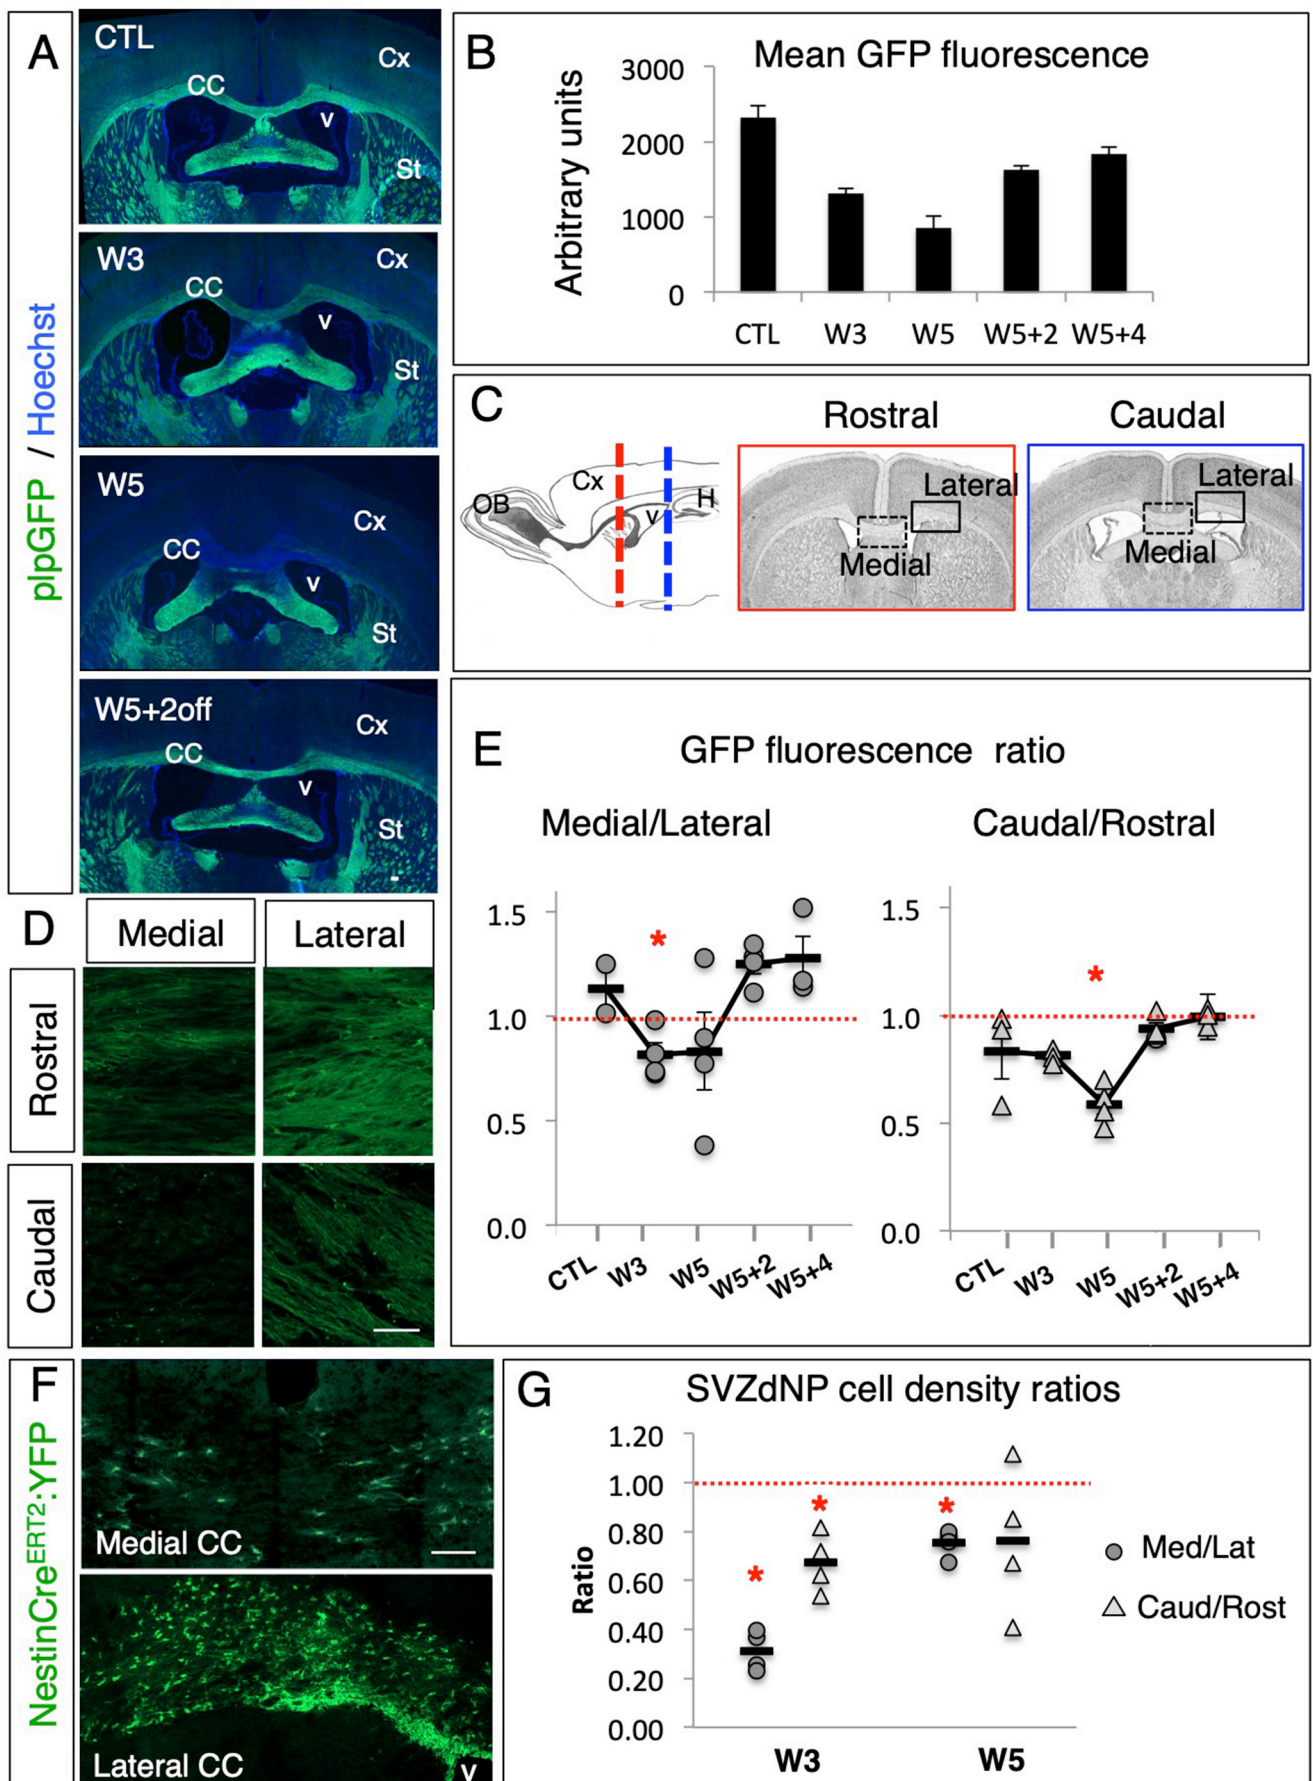 A
CTL
Cx
CC
v
St
W3
Cx
CC
v
St
W5
Cx
CC
v
St
W5+2off
Cx
CC
v
St
plpGFP / Hoechst
B
Mean GFP fluorescence
Arbitrary units
3000
2000
1000
0
CTL W3 W5 W5+2 W5+4
C
Rostral
Caudal
OB
Cx
v
H
Lateral
Medial
Lateral
Medial
D
Medial
Lateral
Rostral
Caudal
E
GFP fluorescence ratio
Medial/Lateral
Caudal/Rostral
*
1.5
1.0
0.5
0.0
CTL W3 W5 W5+2 W5+4
*
1.5
1.0
0.5
0.0
CTL W3 W5 W5+2 W5+4
F
NestinCreERT2:YFP
Medial CC
Lateral CC
v
G
SVZdNP cell density ratios
Ratio
1.20
1.00
0.80
0.60
0.40
0.20
0.00
* * *
W3 W5
Med/Lat
Caud/Rost